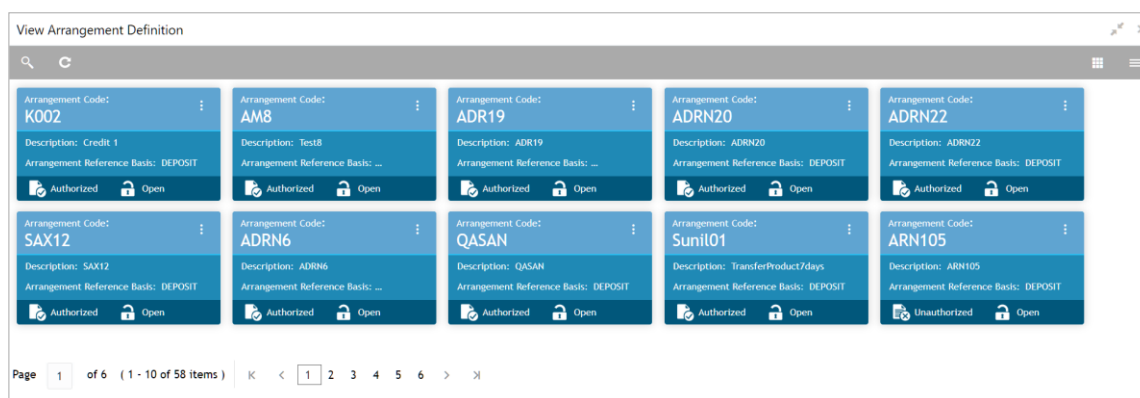 View Arrangement Definition
Arrangement Code: Arrangement Code: Arrangement Code: Arrangement Code: Arrangement Code:
K002 AM8 ADR19 ADRN20 ADRN22
Description: Credit 1 Description: Test8 Description: ADR19 Description: ADRN20 Description: ADRN22
Arrangement Reference Basis: DEPOSIT Arrangement Reference Basis: ... Arrangement Reference Basis: ... Arrangement Reference Basis: DEPOSIT Arrangement Reference Basis: DEPOSIT
Authorized Open Authorized Open Authorized Open Authorized Open Authorized Open
Arrangement Code: Arrangement Code: Arrangement Code: Arrangement Code: Arrangement Code:
SAX12 ADRN6 QASAN Sunil01 ARN105
Description: SAX12 Description: ADRN6 Description: QASAN Description: TransferProduct7days Description: ARN105
Arrangement Reference Basis: DEPOSIT Arrangement Reference Basis: ... Arrangement Reference Basis: DEPOSIT Arrangement Reference Basis: DEPOSIT Arrangement Reference Basis: DEPOSIT
Authorized Open Authorized Open Authorized Open Authorized Open Unauthorized Open
Page 1 of 6 ( 1 - 10 of 58 items ) 1 2 3 4 5 6